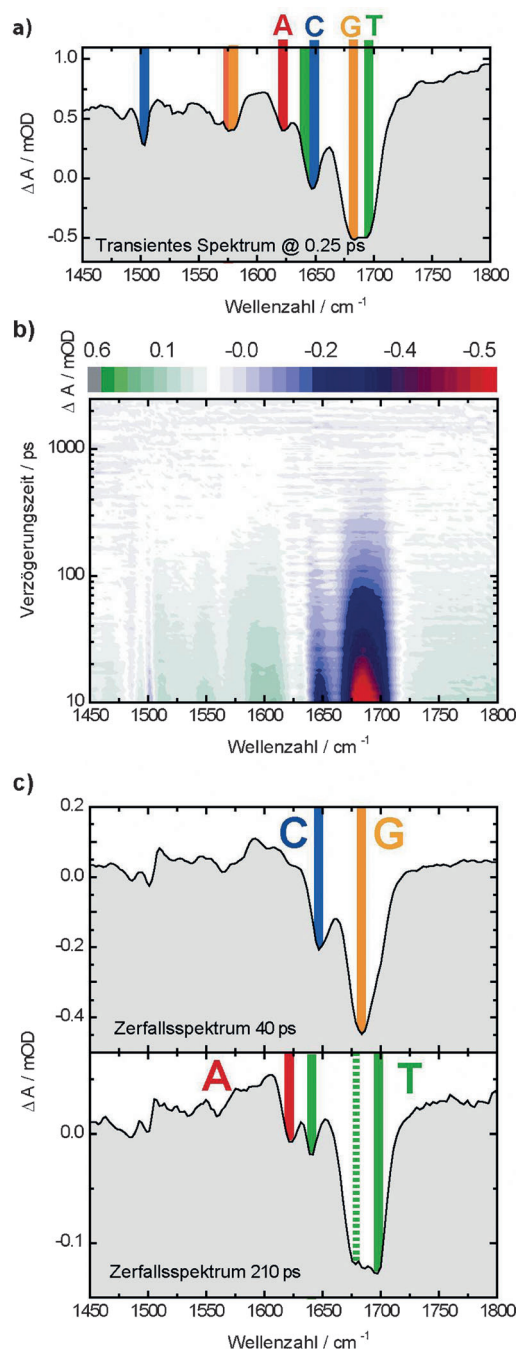 a)
A C G T
1.0
0.5
0.0
-0.5
Δ A / mOD
Transientes Spektrum @ 0.25 ps
1450 1500 1550 1600 1650 1700 1750 1800
Wellenzahl / cm⁻¹
b)
Δ A / mOD
0.6 0.1 -0.0 -0.2 -0.4 -0.5
1000
100
10
Verzögerungszeit / ps
1450 1500 1550 1600 1650 1700 1750 1800
Wellenzahl / cm⁻¹
c)
0.2
0.0
-0.2
-0.4
C G
Zerfallsspektrum 40 ps
Δ A / mOD
A T
0.0
-0.1
Zerfallsspektrum 210 ps
1450 1500 1550 1600 1650 1700 1750 1800
Wellenzahl / cm⁻¹